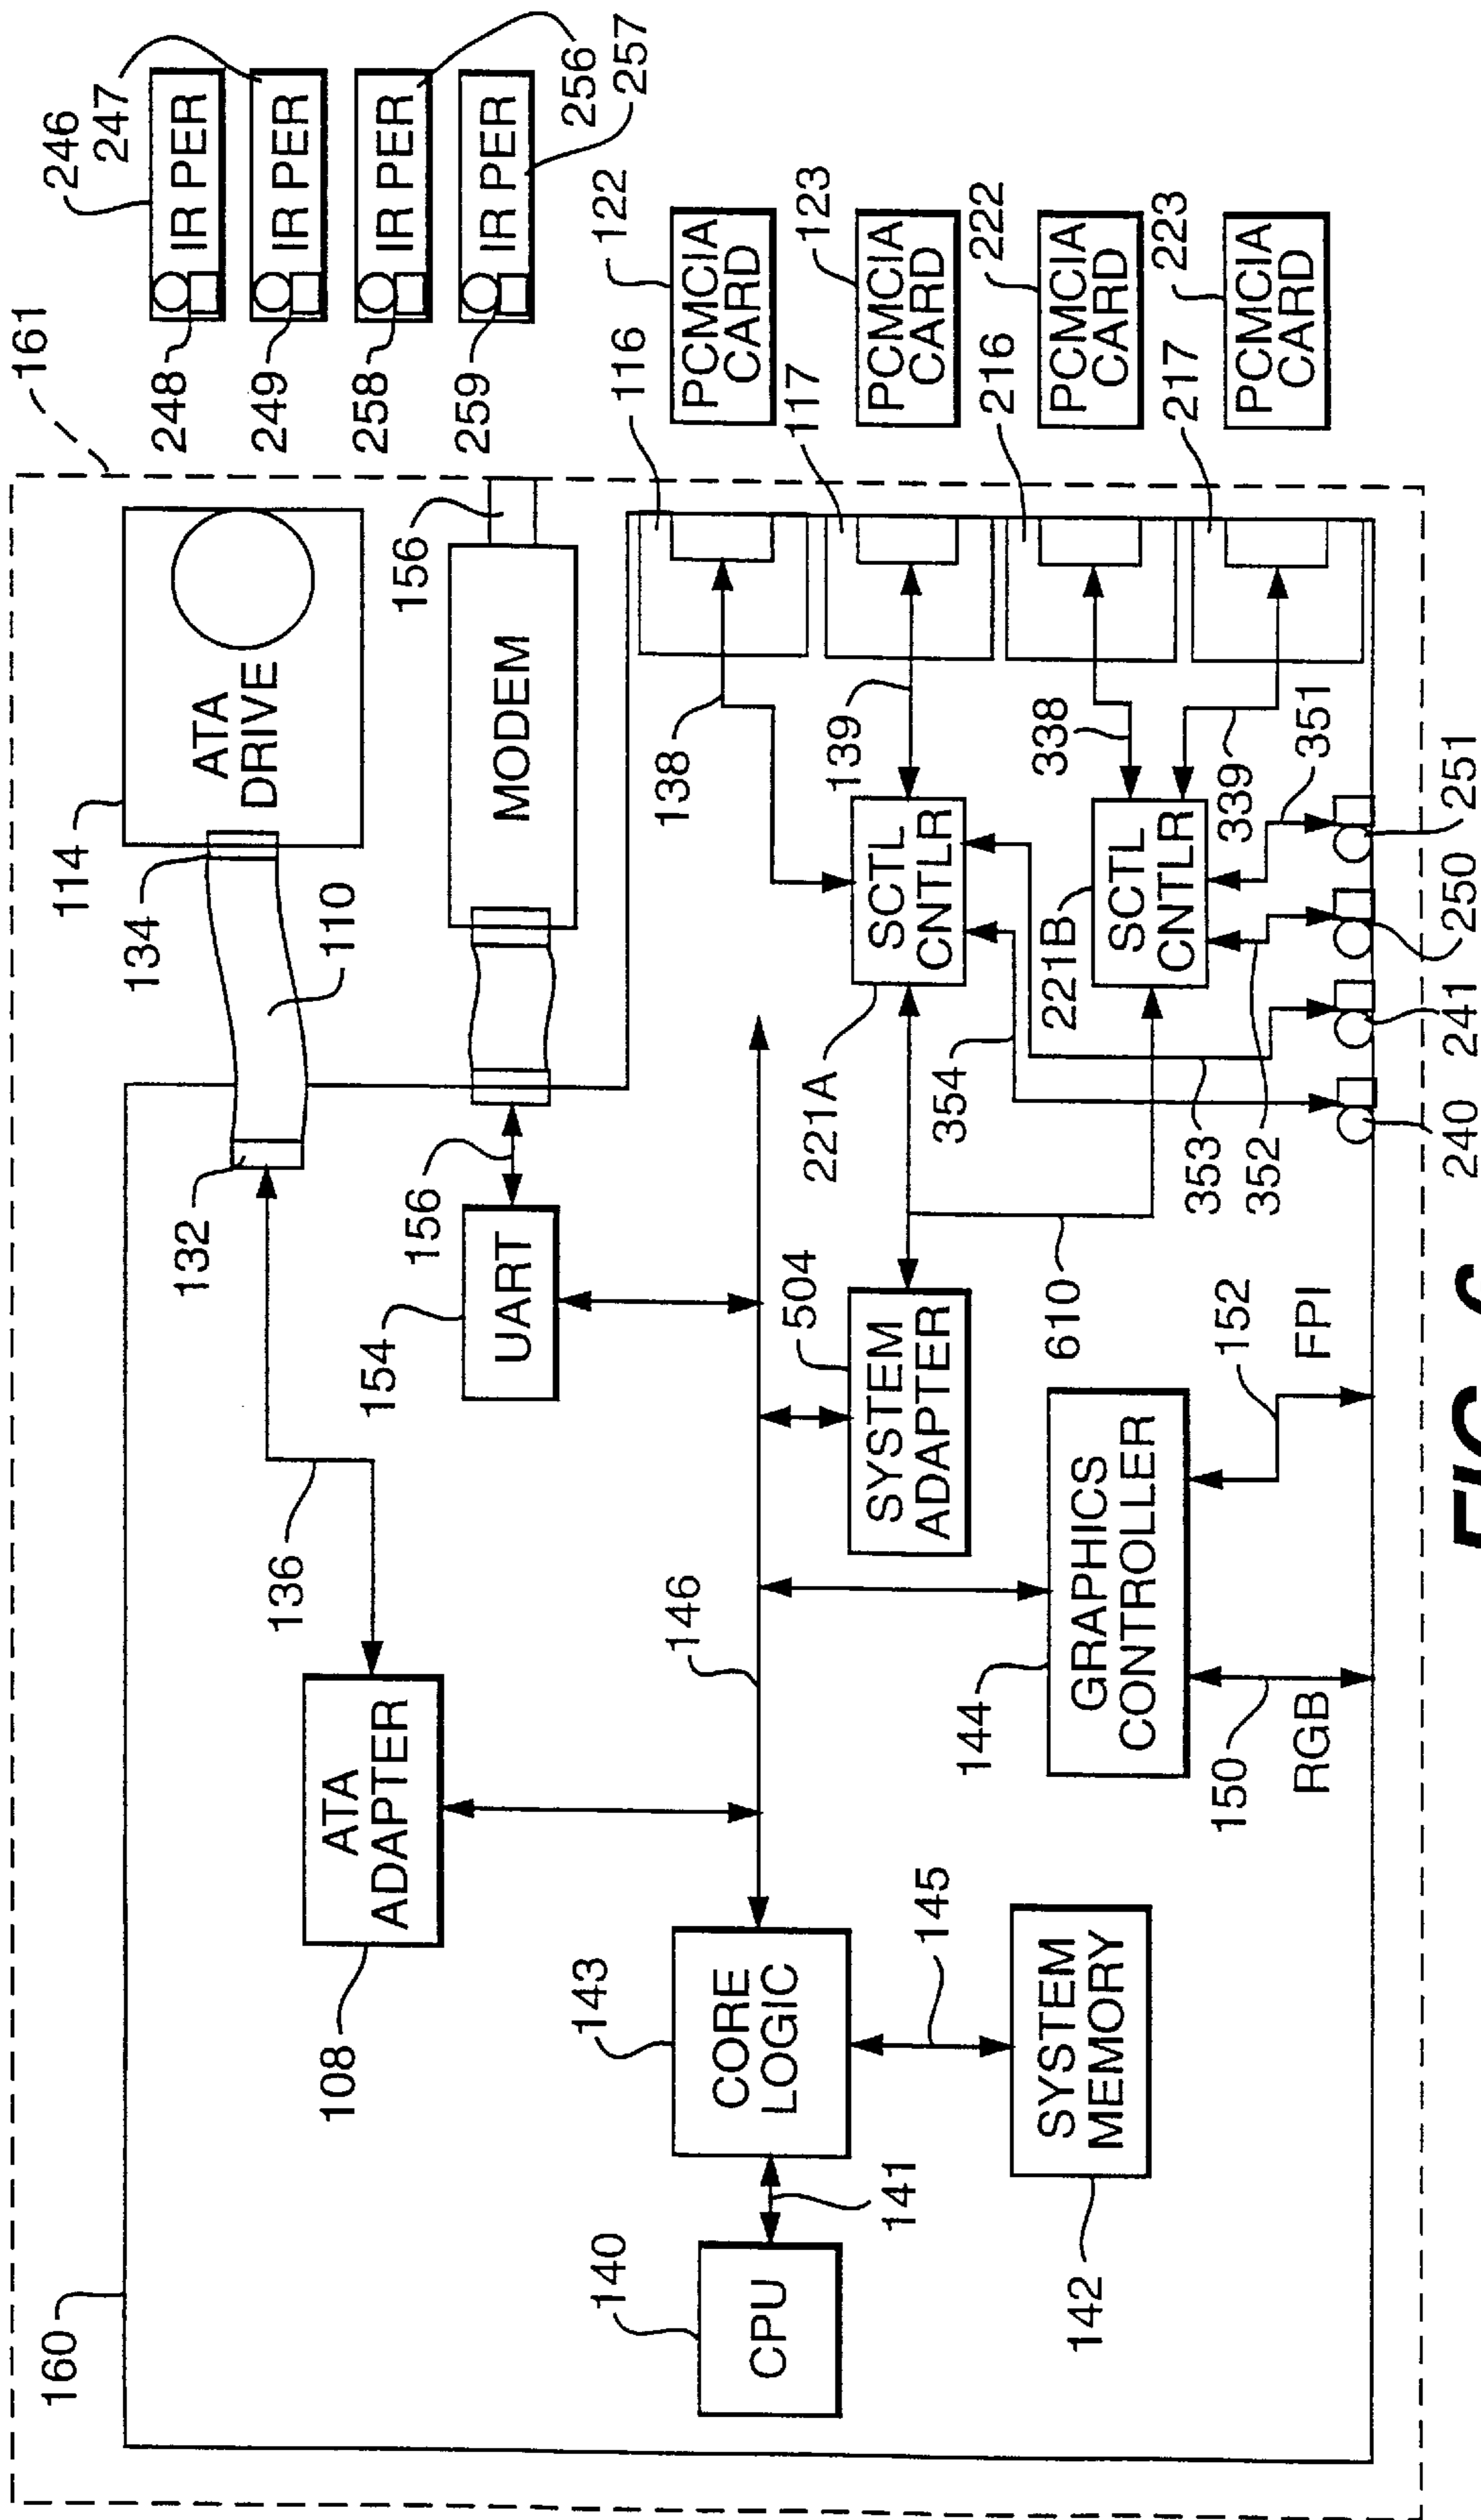 160
161
114
134
110
132
136
ATA
DRIVE
246
247
IR PER
IR PER
IR PER
IR PER
248
249
258
259
256
257
ATA
ADAPTER
108
154
UART
156
MODEM
156
146
140
CPU
141
143
CORE
LOGIC
145
142
SYSTEM
MEMORY
144
GRAPHICS
CONTROLLER
150
RGB
152
FPI
504
SYSTEM
ADAPTER
610
221A
SCTL
CNTLR
221B
SCTL
CNTLR
138
139
338
339
351
352
353
354
116
117
216
217
122
PCMCIA
CARD
123
PCMCIA
CARD
222
PCMCIA
CARD
223
PCMCIA
CARD
240
241
250
251